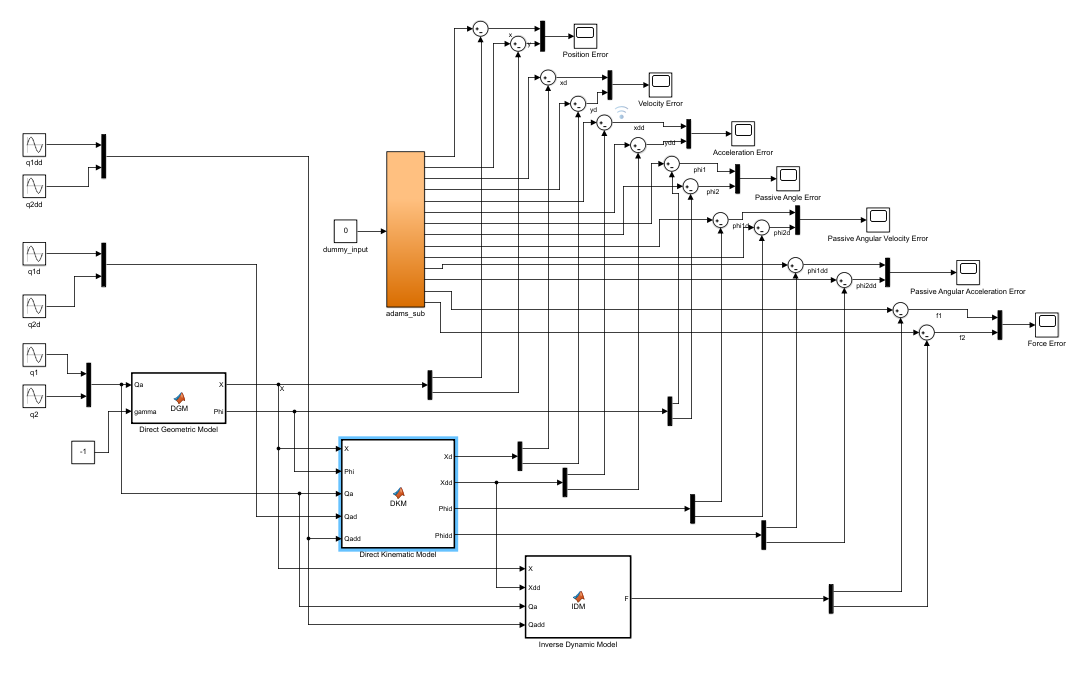 x
y
Position Error
xd
yd
Velocity Error
xdd
ydd
Acceleration Error
phi1
phi2
Passive Angle Error
phi1d
phi2d
Passive Angular Velocity Error
phi1dd
phi2dd
Passive Angular Acceleration Error
f1
f2
Force Error
q1dd
q2dd
q1d
q2d
q1
q2
0
dummy_input
adams_sub
-1
Qa
gamma
X
Phi
DGM
Direct Geometric Model
X
X
Phi
Qa
Qad
Qadd
Xd
Xdd
Phid
Phidd
DKM
Direct Kinematic Model
X
Xdd
Qa
Qadd
F
IDM
Inverse Dynamic Model